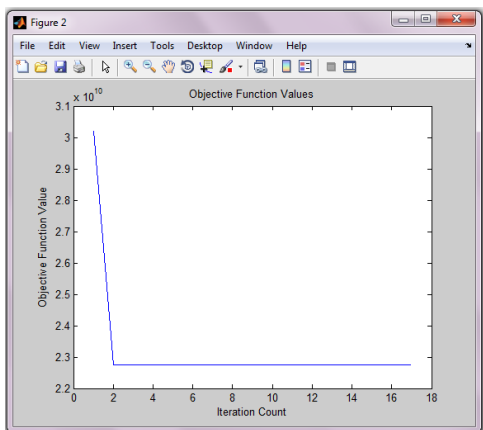 Figure 2
File Edit View Insert Tools Desktop Window Help
Objective Function Values
x 10^10
3.1
3
2.9
2.8
2.7
2.6
2.5
2.4
2.3
2.2
Objective Function Value
0 2 4 6 8 10 12 14 16 18
Iteration Count